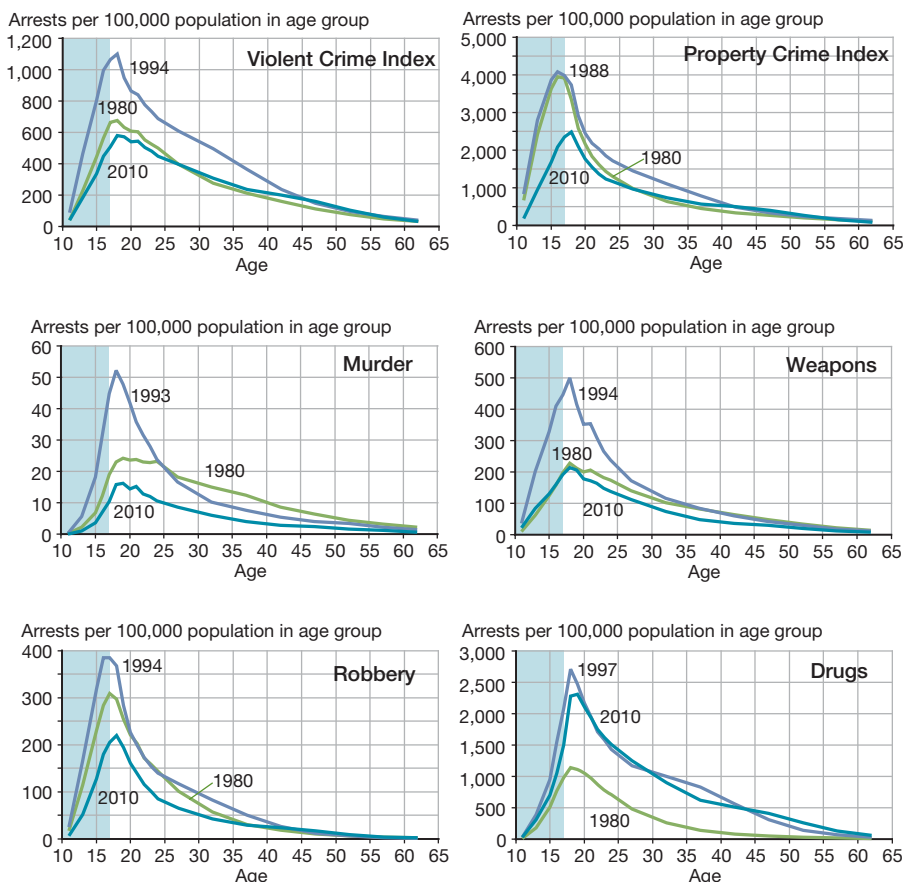 Arrests per 100,000 population in age group
Violent Crime Index
1,200
1,000
800
600
400
200
0
1994
1980
2010
10 15 20 25 30 35 40 45 50 55 60 65
Age
Arrests per 100,000 population in age group
Property Crime Index
5,000
4,000
3,000
2,000
1,000
0
1988
1980
2010
10 15 20 25 30 35 40 45 50 55 60 65
Age
Arrests per 100,000 population in age group
Murder
60
50
40
30
20
10
0
1993
1980
2010
10 15 20 25 30 35 40 45 50 55 60 65
Age
Arrests per 100,000 population in age group
Weapons
600
500
400
300
200
100
0
1994
1980
2010
10 15 20 25 30 35 40 45 50 55 60 65
Age
Arrests per 100,000 population in age group
Robbery
400
300
200
100
0
1994
1980
2010
10 15 20 25 30 35 40 45 50 55 60 65
Age
Arrests per 100,000 population in age group
Drugs
3,000
2,500
2,000
1,500
1,000
500
0
1997
2010
1980
10 15 20 25 30 35 40 45 50 55 60 65
Age